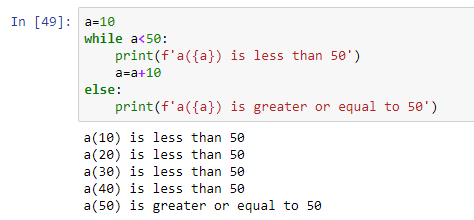 In [49]: a=10
while a<50:
    print(f'a({a}) is less than 50')
    a=a+10
else:
    print(f'a({a}) is greater or equal to 50')
a(10) is less than 50
a(20) is less than 50
a(30) is less than 50
a(40) is less than 50
a(50) is greater or equal to 50